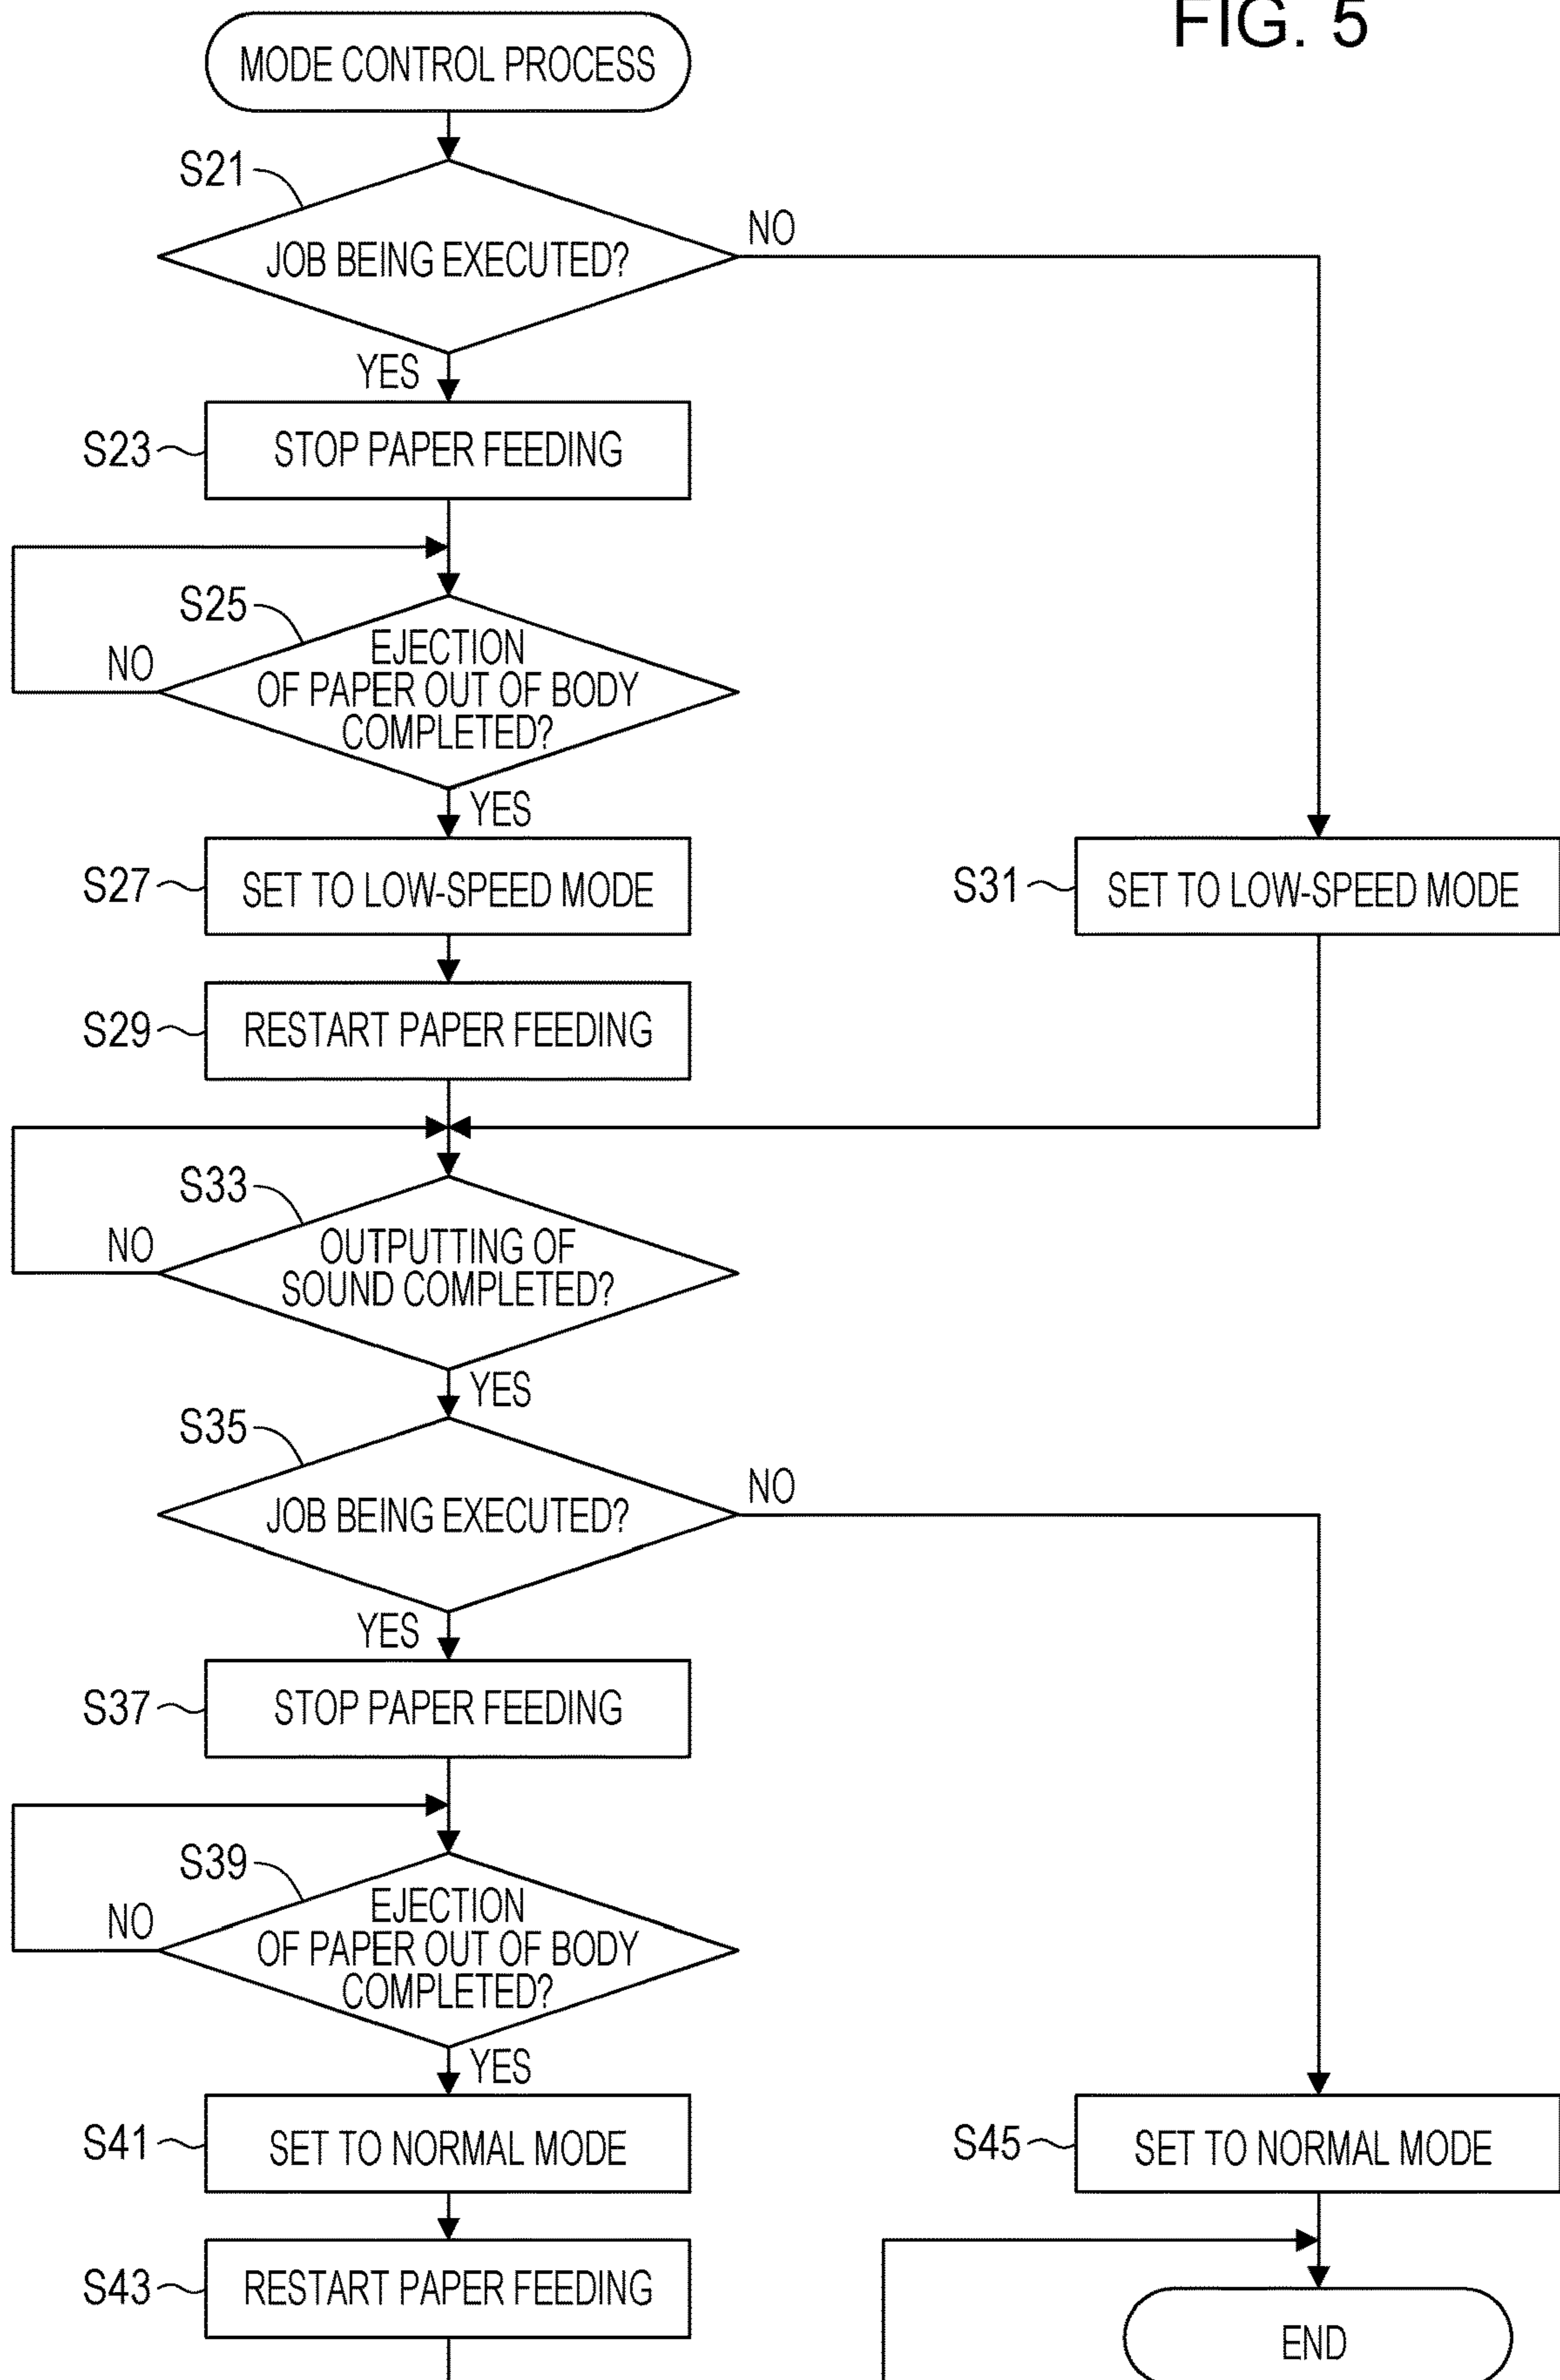 FIG. 5
MODE CONTROL PROCESS
S21
JOB BEING EXECUTED?
NO
YES
S23
STOP PAPER FEEDING
S25
EJECTION
OF PAPER OUT OF BODY
COMPLETED?
NO
YES
S27
SET TO LOW-SPEED MODE
S31
SET TO LOW-SPEED MODE
S29
RESTART PAPER FEEDING
S33
OUTPUTTING OF
SOUND COMPLETED?
NO
YES
S35
JOB BEING EXECUTED?
NO
YES
S37
STOP PAPER FEEDING
S39
EJECTION
OF PAPER OUT OF BODY
COMPLETED?
NO
YES
S41
SET TO NORMAL MODE
S45
SET TO NORMAL MODE
S43
RESTART PAPER FEEDING
END